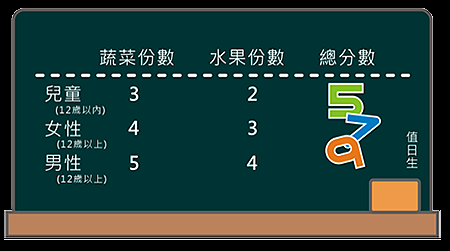 蔬菜份數 水果份數 總分數
兒童 3 2 5
(12歲以內)
女性 4 3 7
(12歲以上)
男性 5 4 9
(12歲以上)
值日生